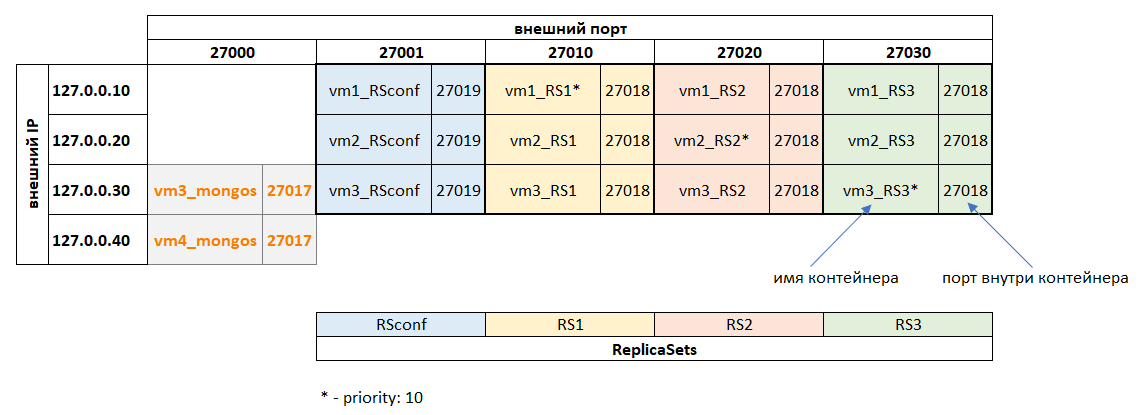 внешний порт
27000 27001 27010 27020 27030
внешний IP
127.0.0.10 vm1_RSconf 27019 vm1_RS1* 27018 vm1_RS2 27018 vm1_RS3 27018
127.0.0.20 vm2_RSconf 27019 vm2_RS1 27018 vm2_RS2* 27018 vm2_RS3 27018
127.0.0.30 vm3_mongos 27017 vm3_RSconf 27019 vm3_RS1 27018 vm3_RS2 27018 vm3_RS3* 27018
127.0.0.40 vm4_mongos 27017
имя контейнера порт внутри контейнера
RSconf RS1 RS2 RS3
ReplicaSets
* - priority: 10